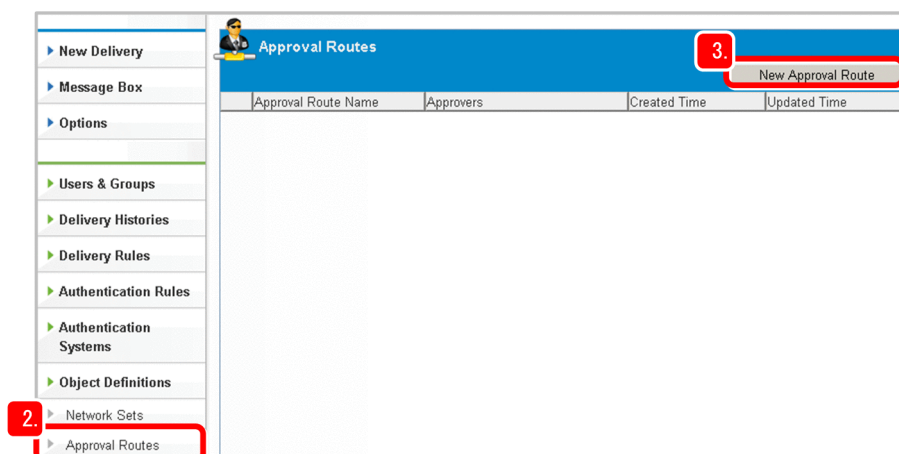 New Delivery
Message Box
Options
Users & Groups
Delivery Histories
Delivery Rules
Authentication Rules
Authentication
Systems
Object Definitions
2.
Network Sets
Approval Routes
Approval Routes
3.
New Approval Route
Approval Route Name Approvers Created Time Updated Time